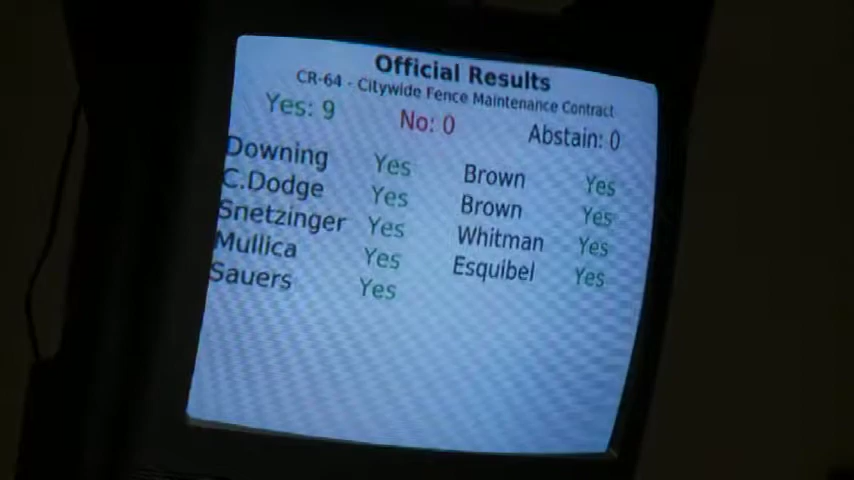 Official Results
CR-64 - Citywide Fence Maintenance Contract
Yes: 9 No: 0 Abstain: 0
Downing Yes Brown Yes
C.Dodge Yes Brown Yes
Snetzinger Yes Whitman Yes
Mullica Yes Esquibel Yes
Sauers Yes